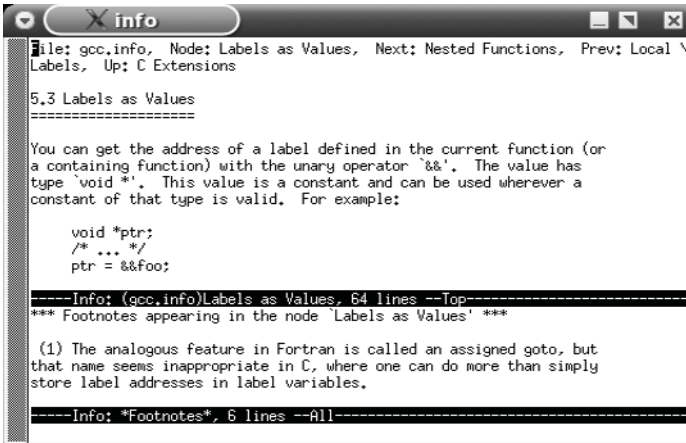 info
File: gcc.info,  Node: Labels as Values,  Next: Nested Functions,  Prev: Local \
Labels,  Up: C Extensions
5.3 Labels as Values
====================
You can get the address of a label defined in the current function (or
a containing function) with the unary operator `&&'.  The value has
type `void *'.  This value is a constant and can be used wherever a
constant of that type is valid.  For example:
void *ptr;
/* ... */
ptr = &&foo;
-----Info: (gcc.info)Labels as Values, 64 lines --Top---------------------------
*** Footnotes appearing in the node `Labels as Values' ***
(1) The analogous feature in Fortran is called an assigned goto, but
that name seems inappropriate in C, where one can do more than simply
store label addresses in label variables.
-----Info: *Footnotes*, 6 lines --All-------------------------------------------